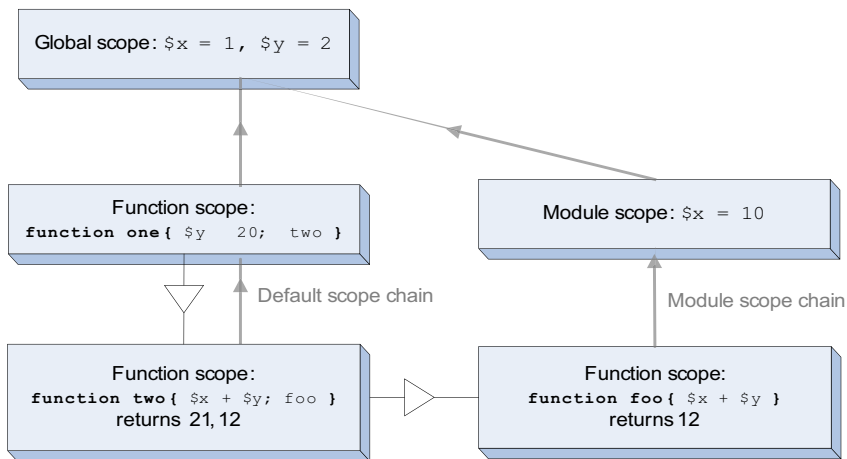 Global scope: $x = 1, $y = 2
Function scope:
function one{ $y 20; two }
Module scope: $x = 10
Default scope chain
Module scope chain
Function scope:
function two{ $x + $y; foo }
returns 21, 12
Function scope:
function foo{ $x + $y }
returns 12